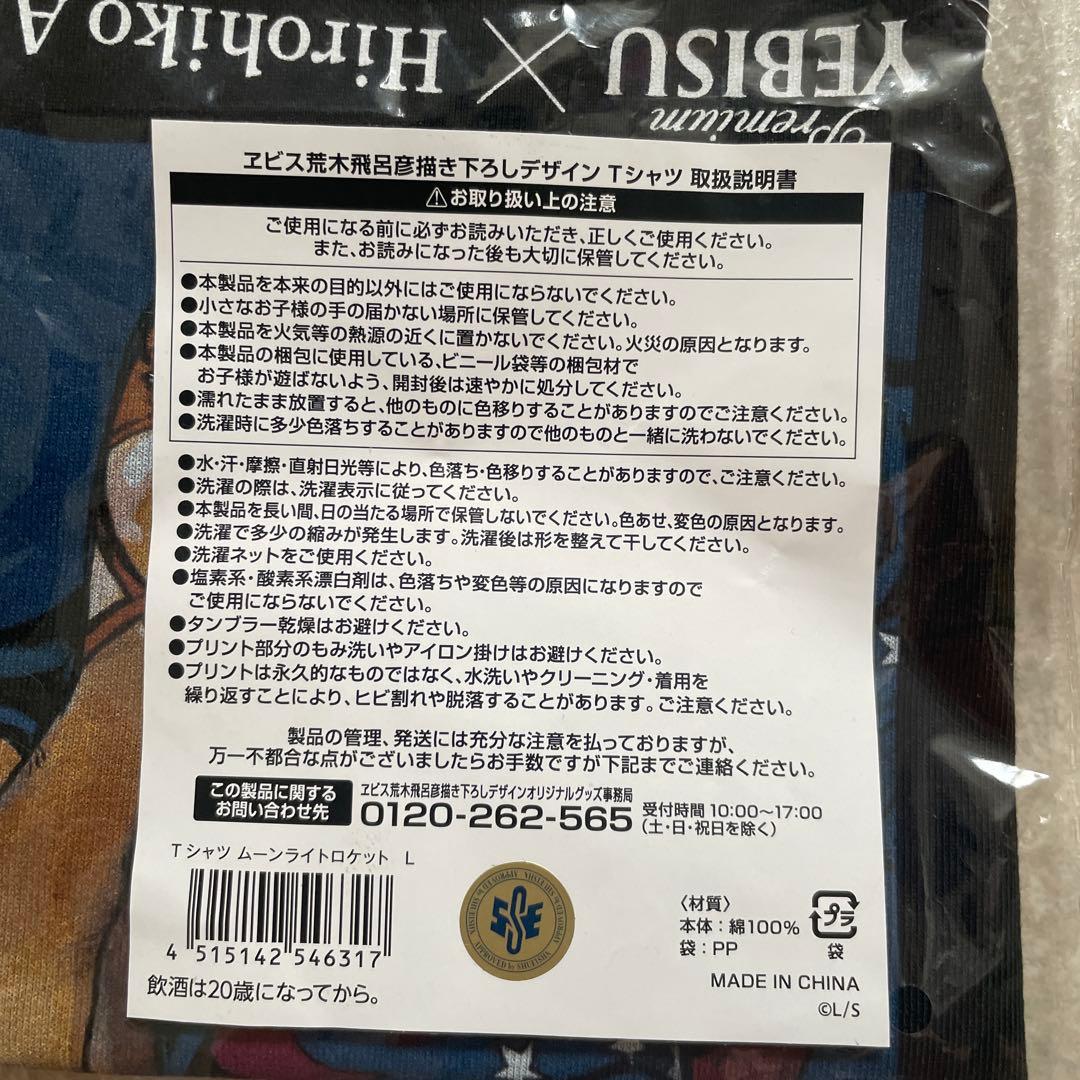 Premium
YEBISU × Hirohiko A
ヱビス荒木飛呂彦描き下ろしデザイン Tシャツ 取扱説明書
⚠お取り扱い上の注意
ご使用になる前に必ずお読みいただき、正しくご使用ください。
また、お読みになった後も大切に保管してください。
●本製品を本来の目的以外にはご使用にならないでください。
●小さなお子様の手の届かない場所に保管してください。
●本製品を火気等の熱源の近くに置かないでください。火災の原因となります。
●本製品の梱包に使用している、ビニール袋等の梱包材で
お子様が遊ばないよう、開封後は速やかに処分してください。
●濡れたまま放置すると、他のものに色移りすることがありますのでご注意ください。
●洗濯時に多少色落ちすることがありますので他のものと一緒に洗わないでください。
●水・汗・摩擦・直射日光等により、色落ち・色移りすることがありますので、ご注意ください。
●洗濯の際は、洗濯表示に従ってください。
●本製品を長い間、日の当たる場所で保管しないでください。色あせ、変色の原因となります。
●洗濯で多少の縮みが発生します。洗濯後は形を整えて干してください。
●洗濯ネットをご使用ください。
●塩素系・酸素系漂白剤は、色落ちや変色等の原因になりますので
ご使用にならないでください。
●タンブラー乾燥はお避けください。
●プリント部分のもみ洗いやアイロン掛けはお避けください。
●プリントは永久的なものではなく、水洗いやクリーニング・着用を
繰り返すことにより、ヒビ割れや脱落することがあります。ご注意ください。
製品の管理、発送には充分な注意を払っておりますが、
万一不都合な点がございましたらお手数ですが下記までご連絡ください。
この製品に関する
お問い合わせ先
ヱビス荒木飛呂彦描き下ろしデザインオリジナルグッズ事務局
0120-262-565
受付時間 10:00～17:00
(土・日・祝日を除く)
Tシャツ ムーンライトロケット L
4 515142 546317
飲酒は20歳になってから。
APPROVED by SHUEISHA
SSE
〈材質〉
本体：綿100%
袋：PP
プラ
袋
MADE IN CHINA
©L/S